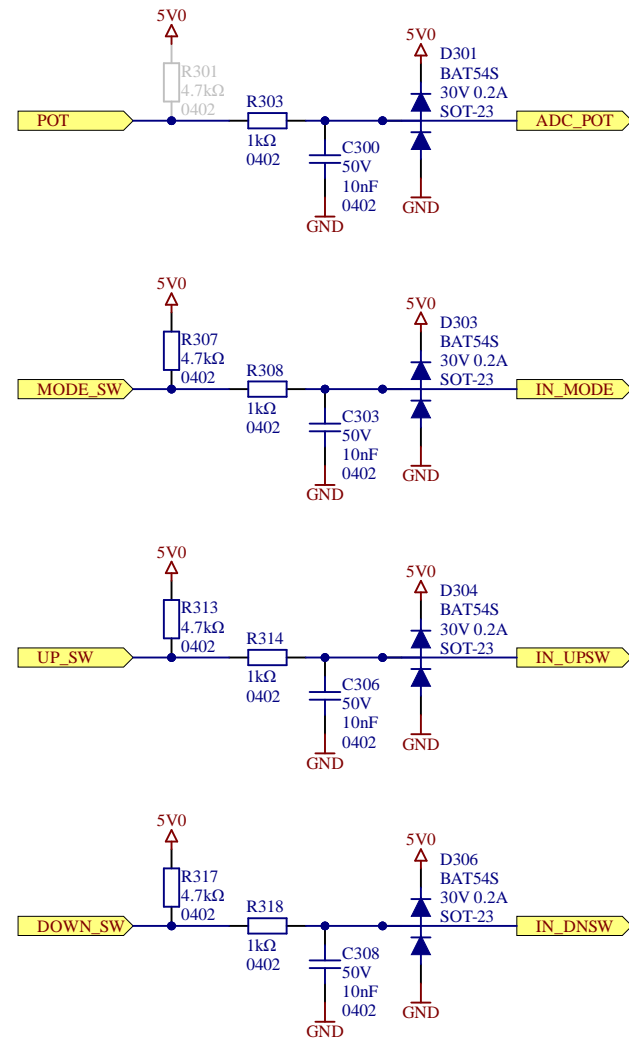 5V0
R301
4.7kΩ
0402
POT
R303
1kΩ
0402
C300
50V
10nF
0402
GND
5V0
D301
BAT54S
30V 0.2A
SOT-23
GND
ADC_POT
5V0
R307
4.7kΩ
0402
MODE_SW
R308
1kΩ
0402
C303
50V
10nF
0402
GND
5V0
D303
BAT54S
30V 0.2A
SOT-23
GND
IN_MODE
5V0
R313
4.7kΩ
0402
UP_SW
R314
1kΩ
0402
C306
50V
10nF
0402
GND
5V0
D304
BAT54S
30V 0.2A
SOT-23
GND
IN_UPSW
5V0
R317
4.7kΩ
0402
DOWN_SW
R318
1kΩ
0402
C308
50V
10nF
0402
GND
5V0
D306
BAT54S
30V 0.2A
SOT-23
GND
IN_DNSW